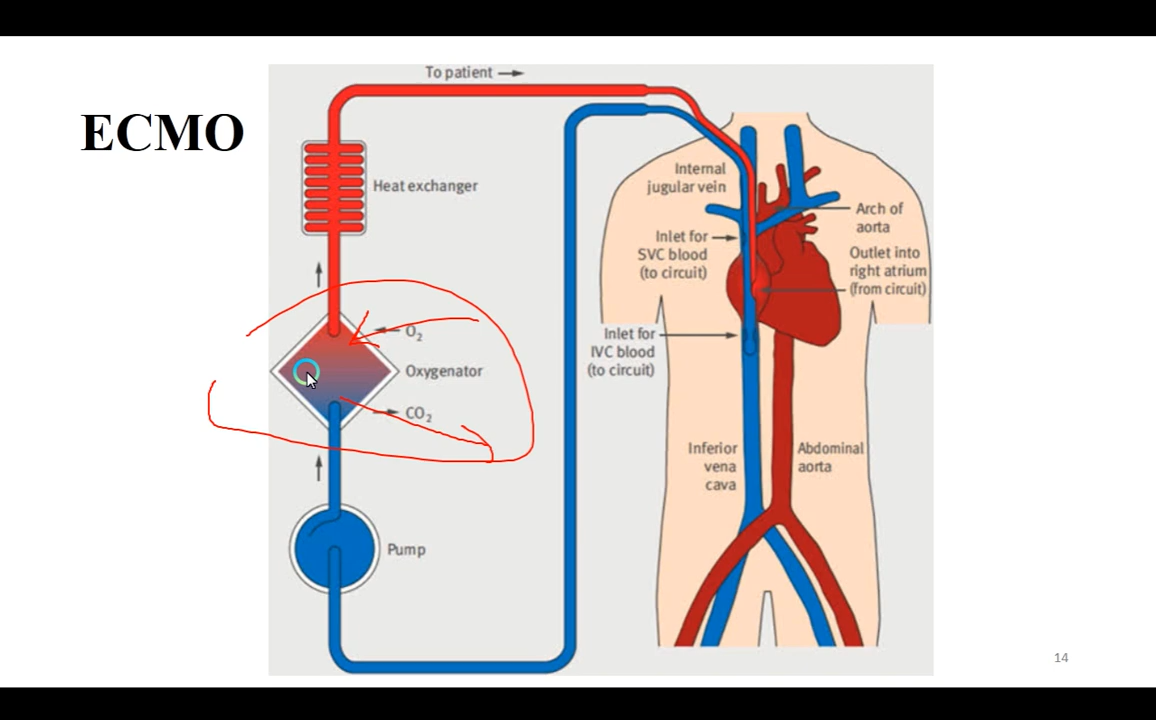 ECMO
To patient
Heat exchanger
O₂
Oxygenator
CO₂
Pump
Internal
jugular vein
Inlet for
SVC blood
(to circuit)
Inlet for
IVC blood
(to circuit)
Arch of
aorta
Outlet into
right atrium
(from circuit)
Inferior
vena
cava
Abdominal
aorta
14